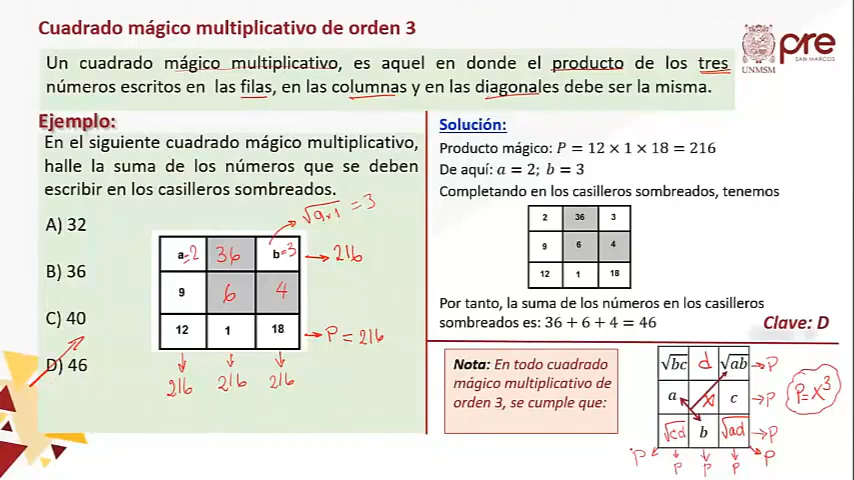 Cuadrado mágico multiplicativo de orden 3
Un cuadrado mágico multiplicativo, es aquel en donde el producto de los tres
números escritos en las filas, en las columnas y en las diagonales debe ser la misma.
UNMSM
pre
SAN MARCOS
Ejemplo:
En el siguiente cuadrado mágico multiplicativo,
halle la suma de los números que se deben
escribir en los casilleros sombreados.
A) 32
B) 36
C) 40
D) 46
√9×1 = 3
a=2 36 b=3 → 216
9 6 4
12 1 18 → P = 216
216 216 216
Solución:
Producto mágico: P = 12 × 1 × 18 = 216
De aquí: a = 2; b = 3
Completando en los casilleros sombreados, tenemos
2 36 3
9 6 4
12 1 18
Por tanto, la suma de los números en los casilleros
sombreados es: 36 + 6 + 4 = 46
Clave: D
Nota: En todo cuadrado
mágico multiplicativo de
orden 3, se cumple que:
√bc d √ab → P
a x c → P
√cd b √ad → P
P P P P P
P = x³